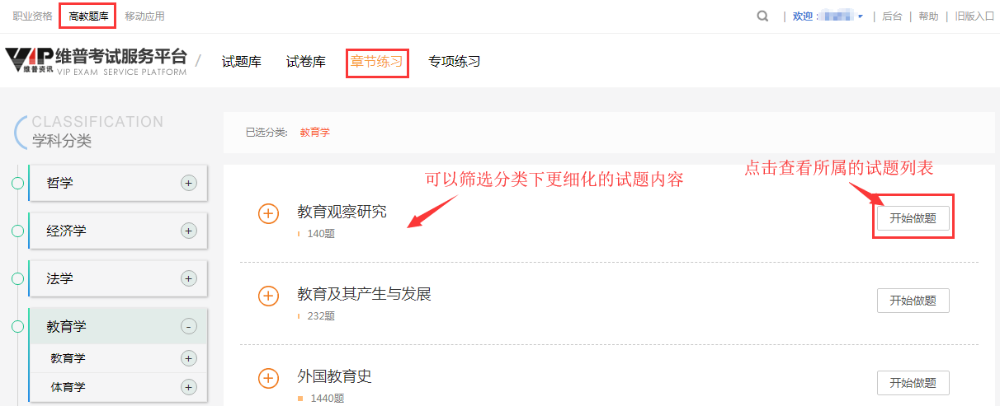 职业资格 高教题库 移动应用 | 欢迎： | 后台 | 帮助 | 旧版入口
VIP 维普资讯 维普考试服务平台 / 试题库 试卷库 章节练习 专项练习
VIP EXAM SERVICE PLATFORM
CLASSIFICATION
学科分类
已选分类: 教育学
哲学 +
经济学 +
法学 +
教育学 -
教育学 +
体育学 +
可以筛选分类下更细化的试题内容
点击查看所属的试题列表
教育观察研究 开始做题
140题
教育及其产生与发展 开始做题
232题
外国教育史 开始做题
1440题